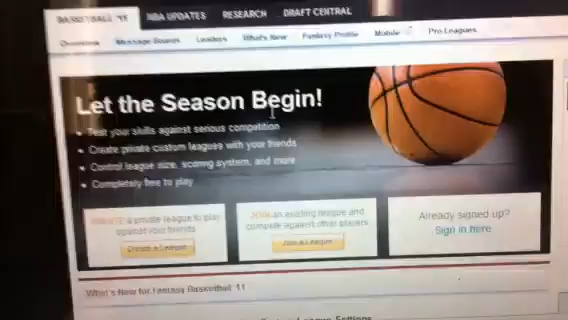 BASKETBALL '11 NBA UPDATES RESEARCH DRAFT CENTRAL
Overview Message Boards Leaders What's New Fantasy Profile Mobile Pro Leagues
Let the Season Begin!
Test your skills against serious competition
Create private custom leagues with your friends
Control league size, scoring system, and more
Completely free to play
CREATE a private league to play
against your friends
Create a League
JOIN an existing league and
compete against other players
Join a League
Already signed up?
Sign in here
What's New for Fantasy Basketball '11
League Settings